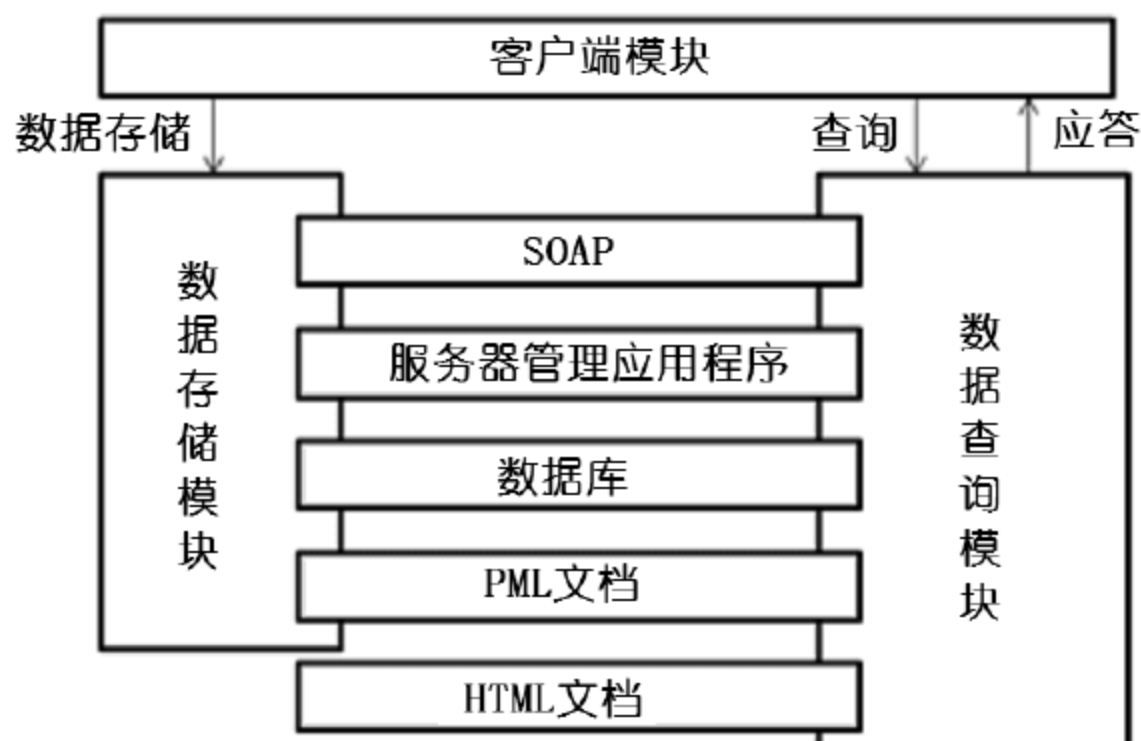 客户端模块
数据存储
查询
应答
数据存储模块
SOAP
服务器管理应用程序
数据库
PML文档
HTML文档
数据查询模块